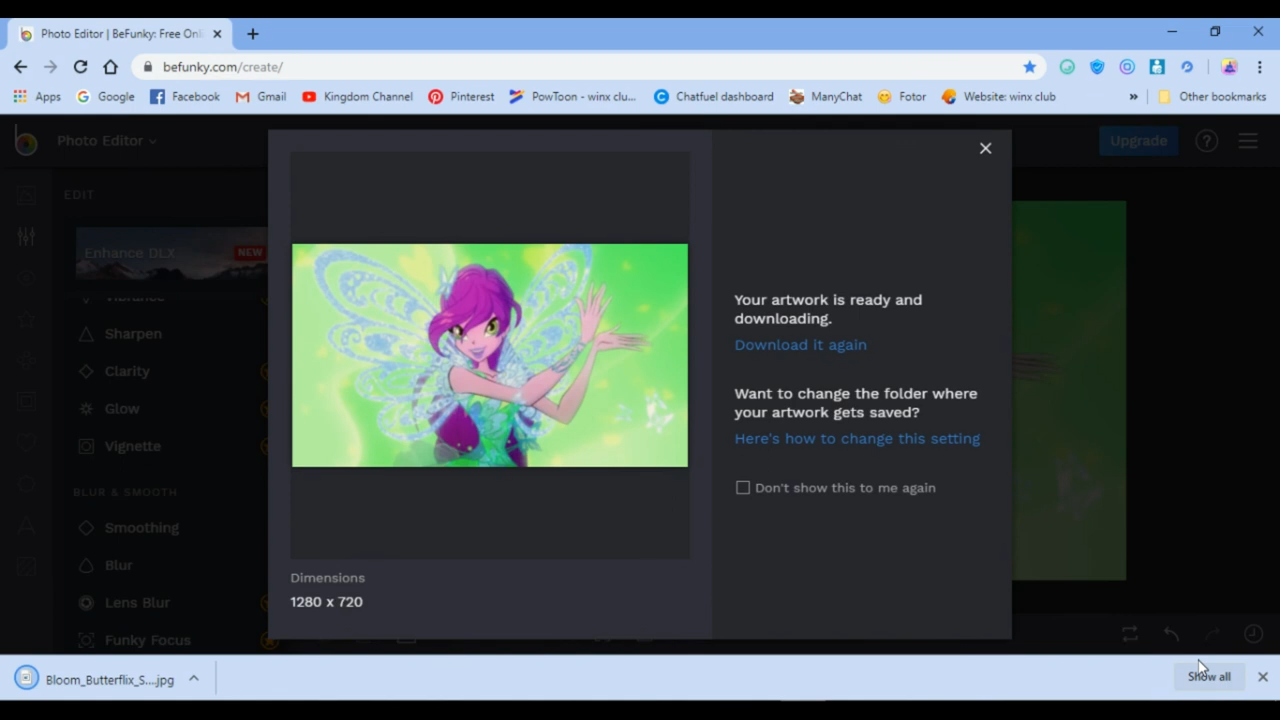 Photo Editor | BeFunky: Free Onl
befunky.com/create/
Apps
Google
Facebook
Gmail
Kingdom Channel
Pinterest
PowToon - winx clu...
Chatfuel dashboard
ManyChat
Fotor
Website: winx club
»
Other bookmarks
Photo Editor
Upgrade
?
EDIT
Enhance DLX
NEW
Vibrance
Sharpen
Clarity
Glow
Vignette
BLUR & SMOOTH
Smoothing
Blur
Lens Blur
Funky Focus
Your artwork is ready and
downloading.
Download it again
Want to change the folder where
your artwork gets saved?
Here's how to change this setting
Don't show this to me again
Dimensions
1280 x 720
Bloom_Butterflix_S....jpg
Show all